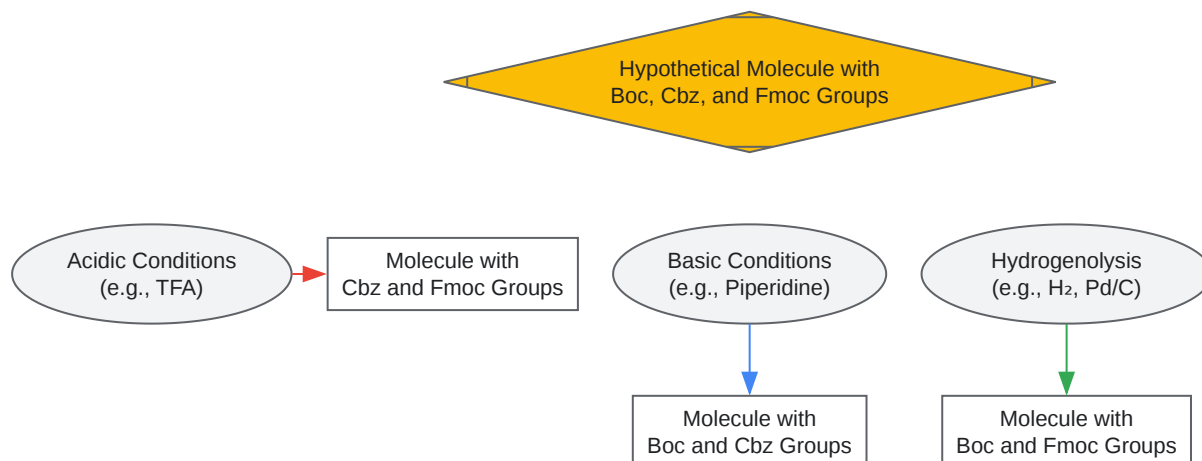 Hypothetical Molecule with
Boc, Cbz, and Fmoc Groups
Acidic Conditions
(e.g., TFA)
Molecule with
Cbz and Fmoc Groups
Basic Conditions
(e.g., Piperidine)
Hydrogenolysis
(e.g., H₂, Pd/C)
Molecule with
Boc and Cbz Groups
Molecule with
Boc and Fmoc Groups